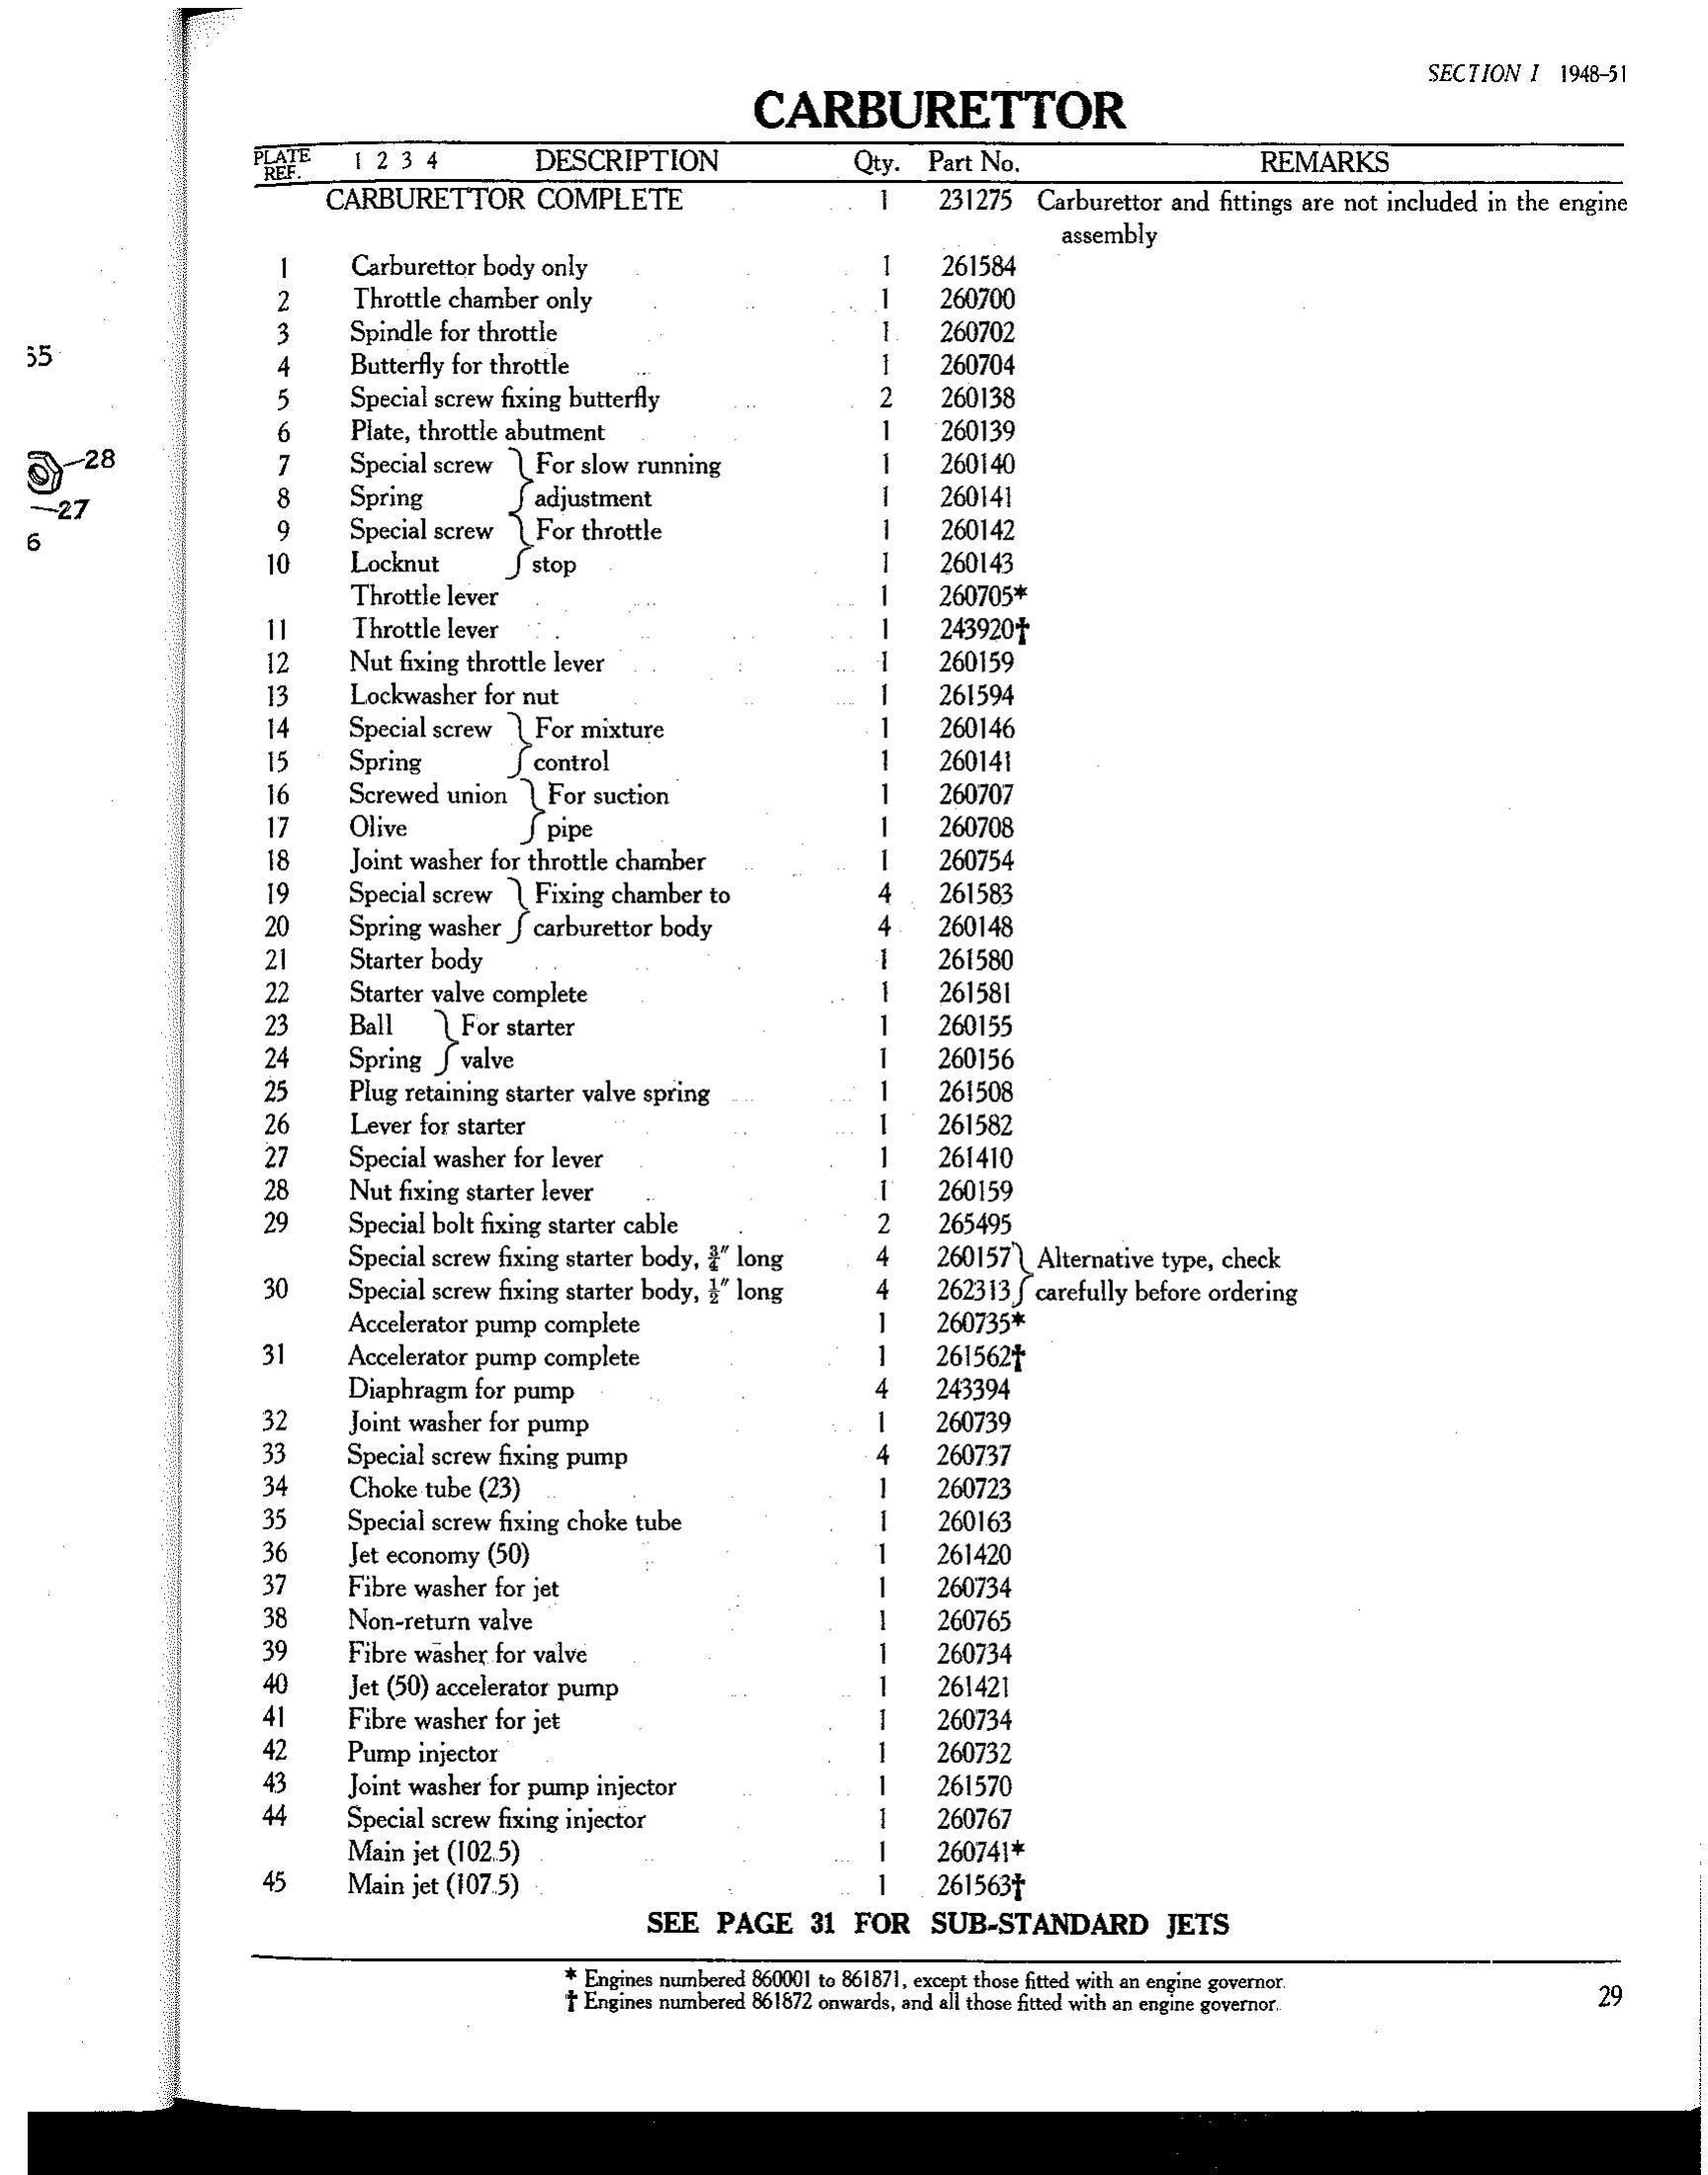 SECTION I 1948-51
CARBURETTOR
PLATE REF. 1 2 3 4 DESCRIPTION Qty. Part No. REMARKS
CARBURETTOR COMPLETE 1 231275 Carburettor and fittings are not included in the engine
assembly
1 Carburettor body only 1 261584
2 Throttle chamber only 1 260700
3 Spindle for throttle 1 260702
4 Butterfly for throttle 1 260704
5 Special screw fixing butterfly 2 260138
6 Plate, throttle abutment 1 260139
7 Special screw } For slow running 1 260140
8 Spring } adjustment 1 260141
9 Special screw } For throttle 1 260142
10 Locknut } stop 1 260143
Throttle lever 1 260705*
11 Throttle lever 1 243920†
12 Nut fixing throttle lever 1 260159
13 Lockwasher for nut 1 261594
14 Special screw } For mixture 1 260146
15 Spring } control 1 260141
16 Screwed union } For suction 1 260707
17 Olive } pipe 1 260708
18 Joint washer for throttle chamber 1 260754
19 Special screw } Fixing chamber to 4 261583
20 Spring washer } carburettor body 4 260148
21 Starter body 1 261580
22 Starter valve complete 1 261581
23 Ball } For starter 1 260155
24 Spring } valve 1 260156
25 Plug retaining starter valve spring 1 261508
26 Lever for starter 1 261582
27 Special washer for lever 1 261410
28 Nut fixing starter lever 1 260159
29 Special bolt fixing starter cable 2 265495
Special screw fixing starter body, ¾″ long 4 260157 } Alternative type, check
30 Special screw fixing starter body, ½″ long 4 262313 } carefully before ordering
Accelerator pump complete 1 260735*
31 Accelerator pump complete 1 261562†
Diaphragm for pump 4 243394
32 Joint washer for pump 1 260739
33 Special screw fixing pump 4 260737
34 Choke tube (23) 1 260723
35 Special screw fixing choke tube 1 260163
36 Jet economy (50) 1 261420
37 Fibre washer for jet 1 260734
38 Non-return valve 1 260765
39 Fibre washer for valve 1 260734
40 Jet (50) accelerator pump 1 261421
41 Fibre washer for jet 1 260734
42 Pump injector 1 260732
43 Joint washer for pump injector 1 261570
44 Special screw fixing injector 1 260767
Main jet (102.5) 1 260741*
45 Main jet (107.5) 1 261563†
SEE PAGE 31 FOR SUB-STANDARD JETS
* Engines numbered 860001 to 861871, except those fitted with an engine governor.
† Engines numbered 861872 onwards, and all those fitted with an engine governor.
29
28
27
6